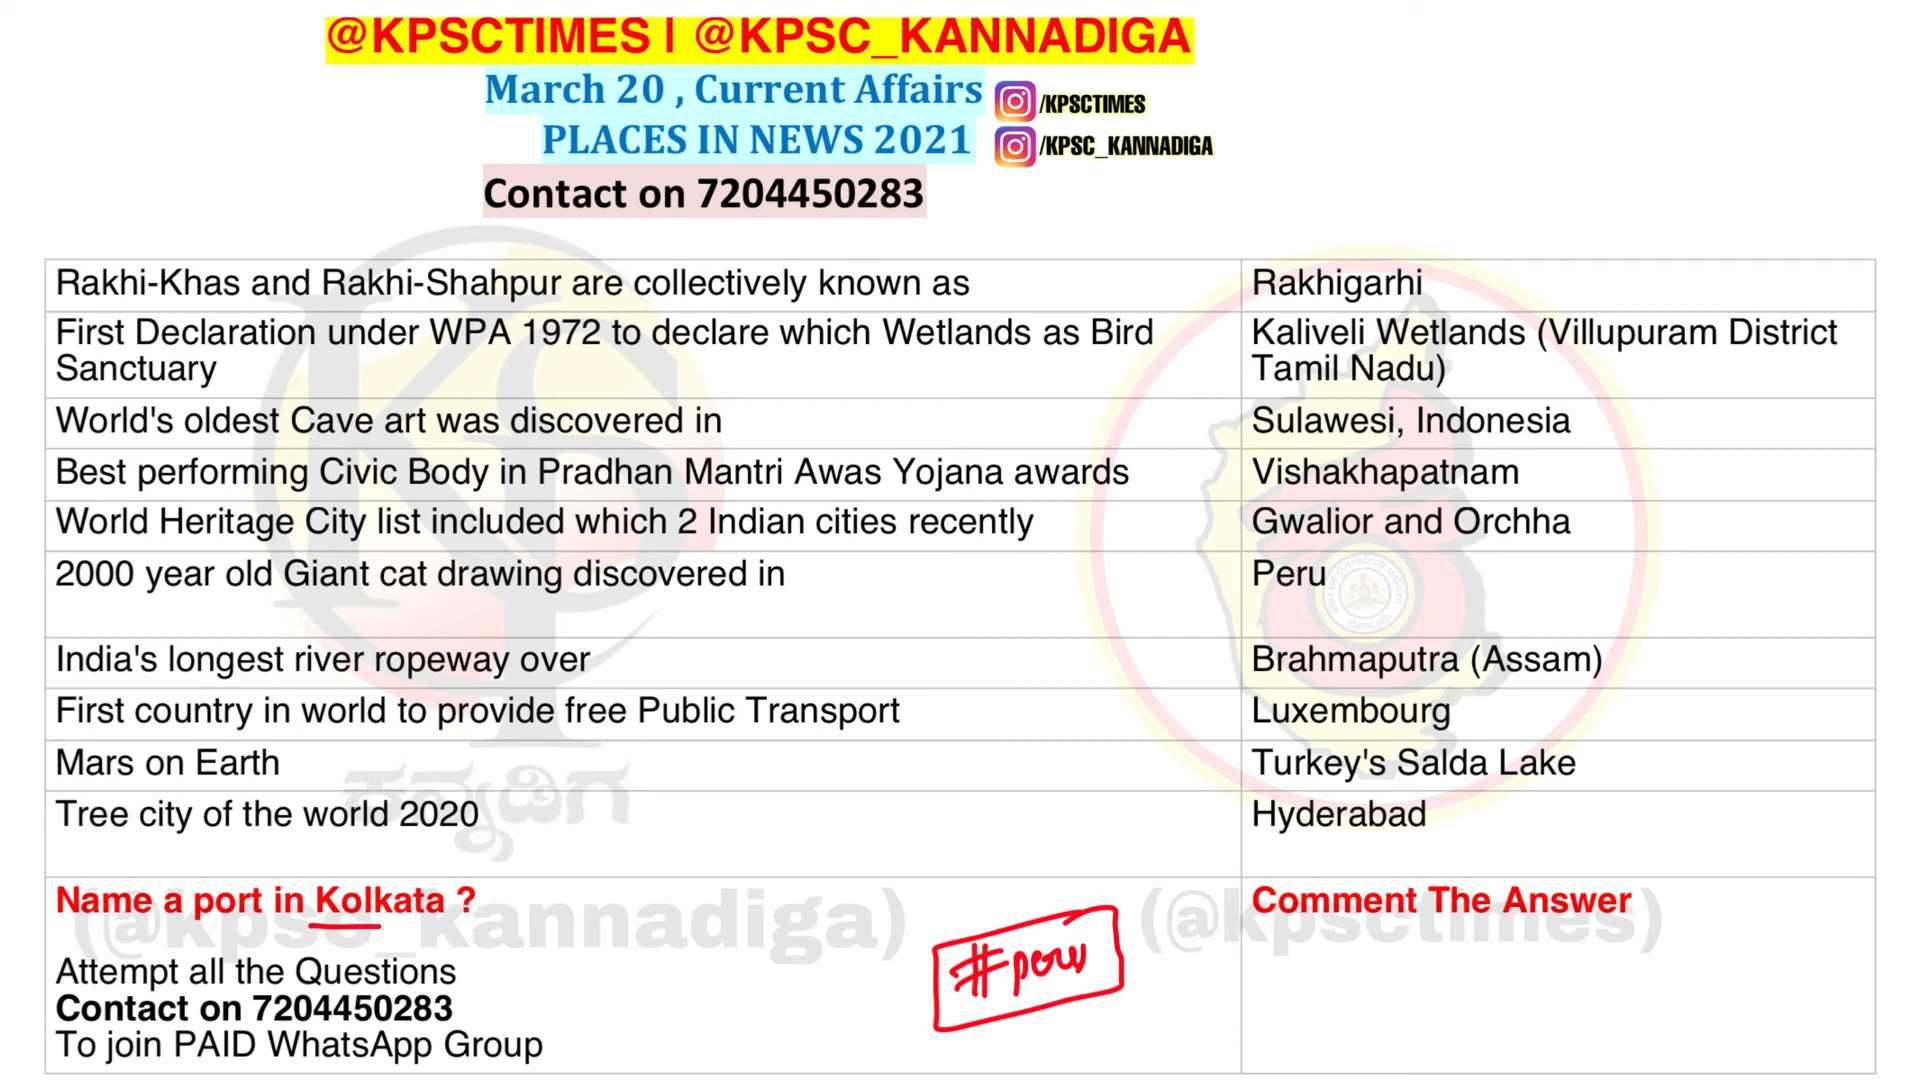 @KPSCTIMES | @KPSC_KANNADIGA
March 20 , Current Affairs
/KPSCTIMES
PLACES IN NEWS 2021
/KPSC_KANNADIGA
Contact on 7204450283
Rakhi-Khas and Rakhi-Shahpur are collectively known as
Rakhigarhi
First Declaration under WPA 1972 to declare which Wetlands as Bird
Sanctuary
Kaliveli Wetlands (Villupuram District
Tamil Nadu)
World's oldest Cave art was discovered in
Sulawesi, Indonesia
Best performing Civic Body in Pradhan Mantri Awas Yojana awards
Vishakhapatnam
World Heritage City list included which 2 Indian cities recently
Gwalior and Orchha
2000 year old Giant cat drawing discovered in
Peru
India's longest river ropeway over
Brahmaputra (Assam)
First country in world to provide free Public Transport
Luxembourg
Mars on Earth
Turkey's Salda Lake
ಕನ್ನಡಿಗ
Tree city of the world 2020
Hyderabad
Name a port in Kolkata ?
Comment The Answer
(@kpsc_kannadiga)
(@kpsctimes)
Attempt all the Questions
Contact on 7204450283
To join PAID WhatsApp Group